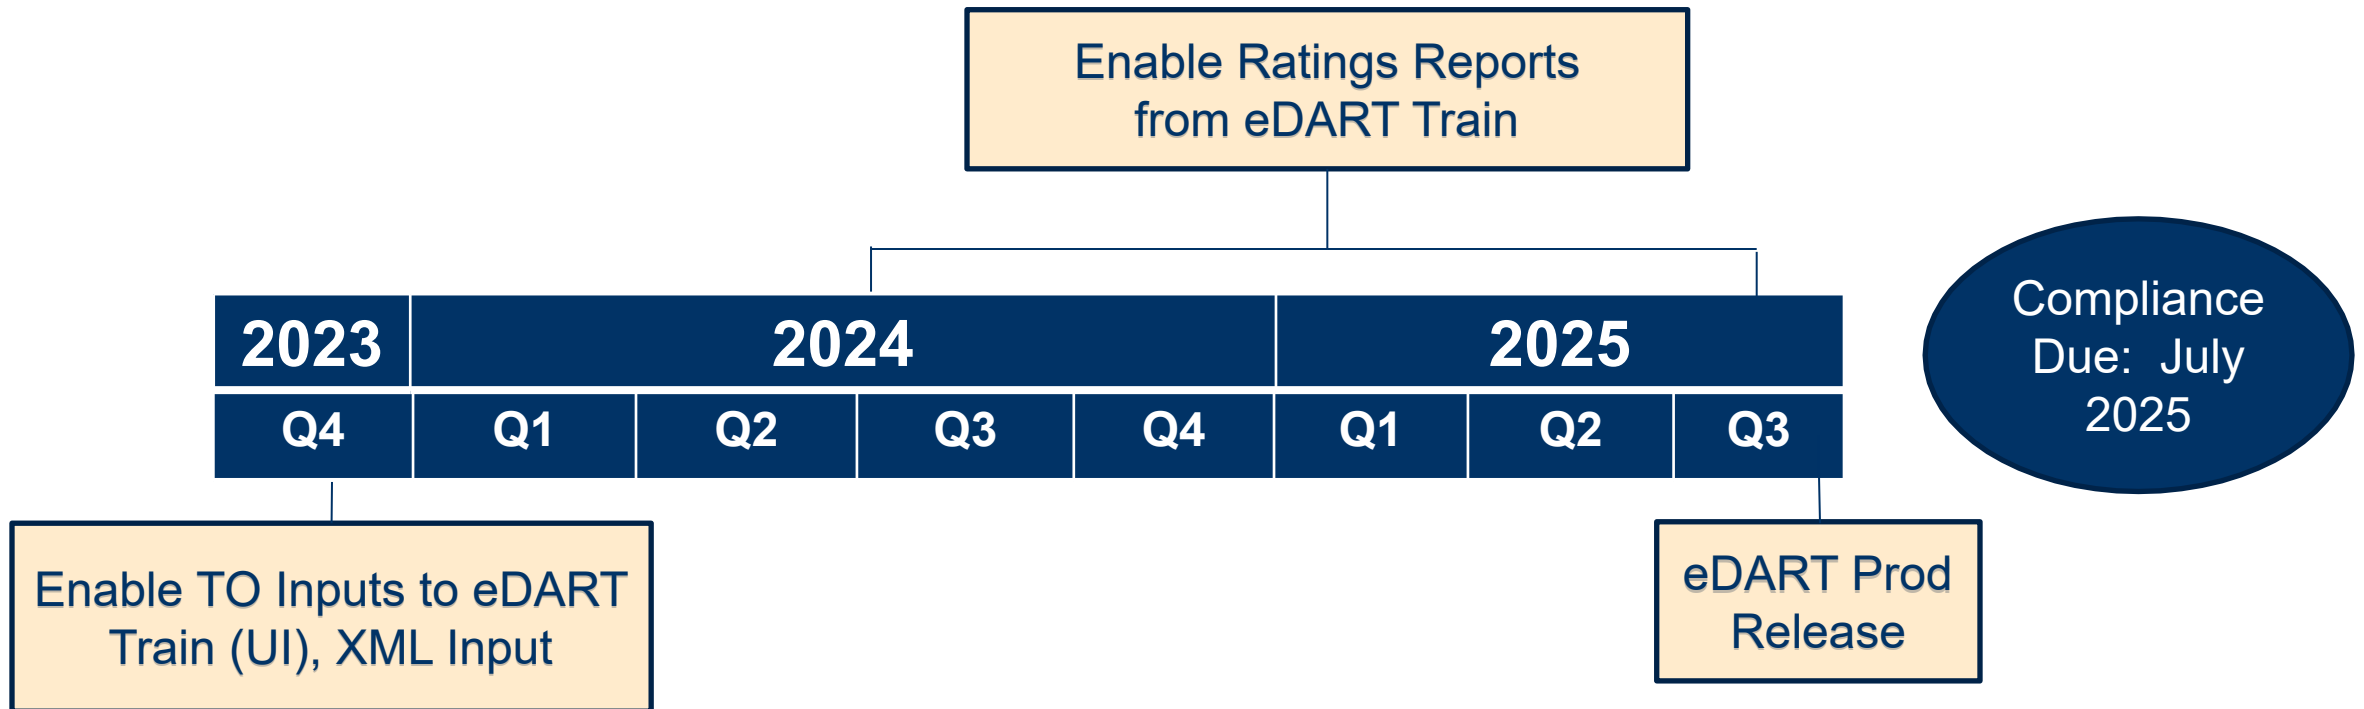 Enable Ratings Reports
from eDART Train
2023 2024 2025
Q4 Q1 Q2 Q3 Q4 Q1 Q2 Q3
Compliance
Due: July
2025
Enable TO Inputs to eDART
Train (UI), XML Input
eDART Prod
Release